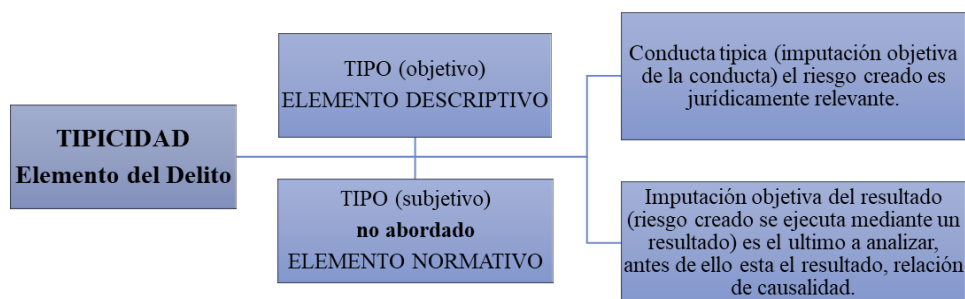 TIPICIDAD
Elemento del Delito
TIPO (objetivo)
ELEMENTO DESCRIPTIVO
TIPO (subjetivo)
no abordado
ELEMENTO NORMATIVO
Conducta tipica (imputación objetiva
de la conducta) el riesgo creado es
jurídicamente relevante.
Imputación objetiva del resultado
(riesgo creado se ejecuta mediante un
resultado) es el ultimo a analizar,
antes de ello esta el resultado, relación
de causalidad.